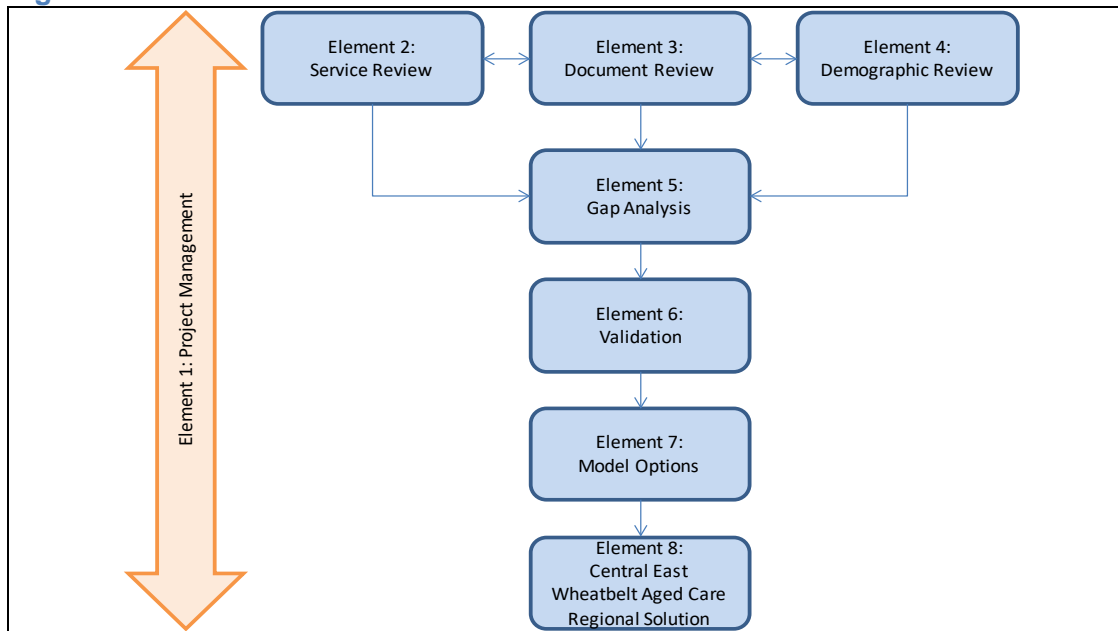 Element 2:
Service Review
Element 3:
Document Review
Element 4:
Demographic Review
Element 1: Project Management
Element 5:
Gap Analysis
Element 6:
Validation
Element 7:
Model Options
Element 8:
Central East
Wheatbelt Aged Care
Regional Solution